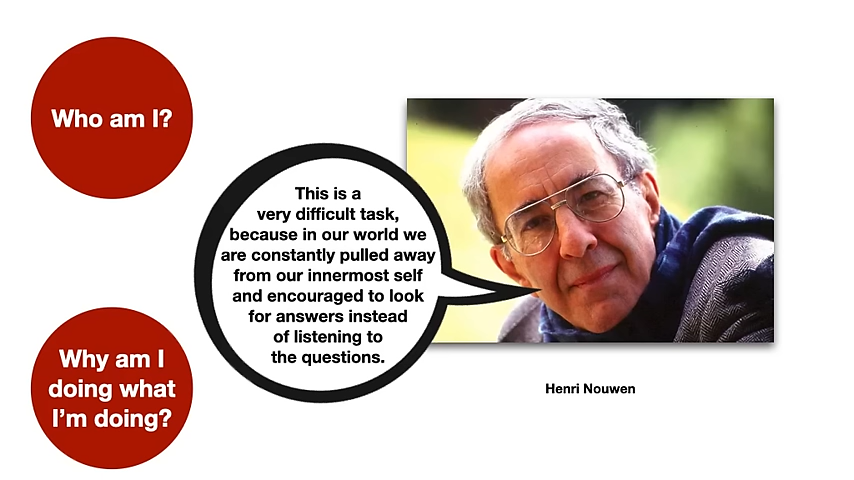 Who am I?
This is a
very difficult task,
because in our world we
are constantly pulled away
from our innermost self
and encouraged to look
for answers instead
of listening to
the questions.
Why am I
doing what
I'm doing?
Henri Nouwen